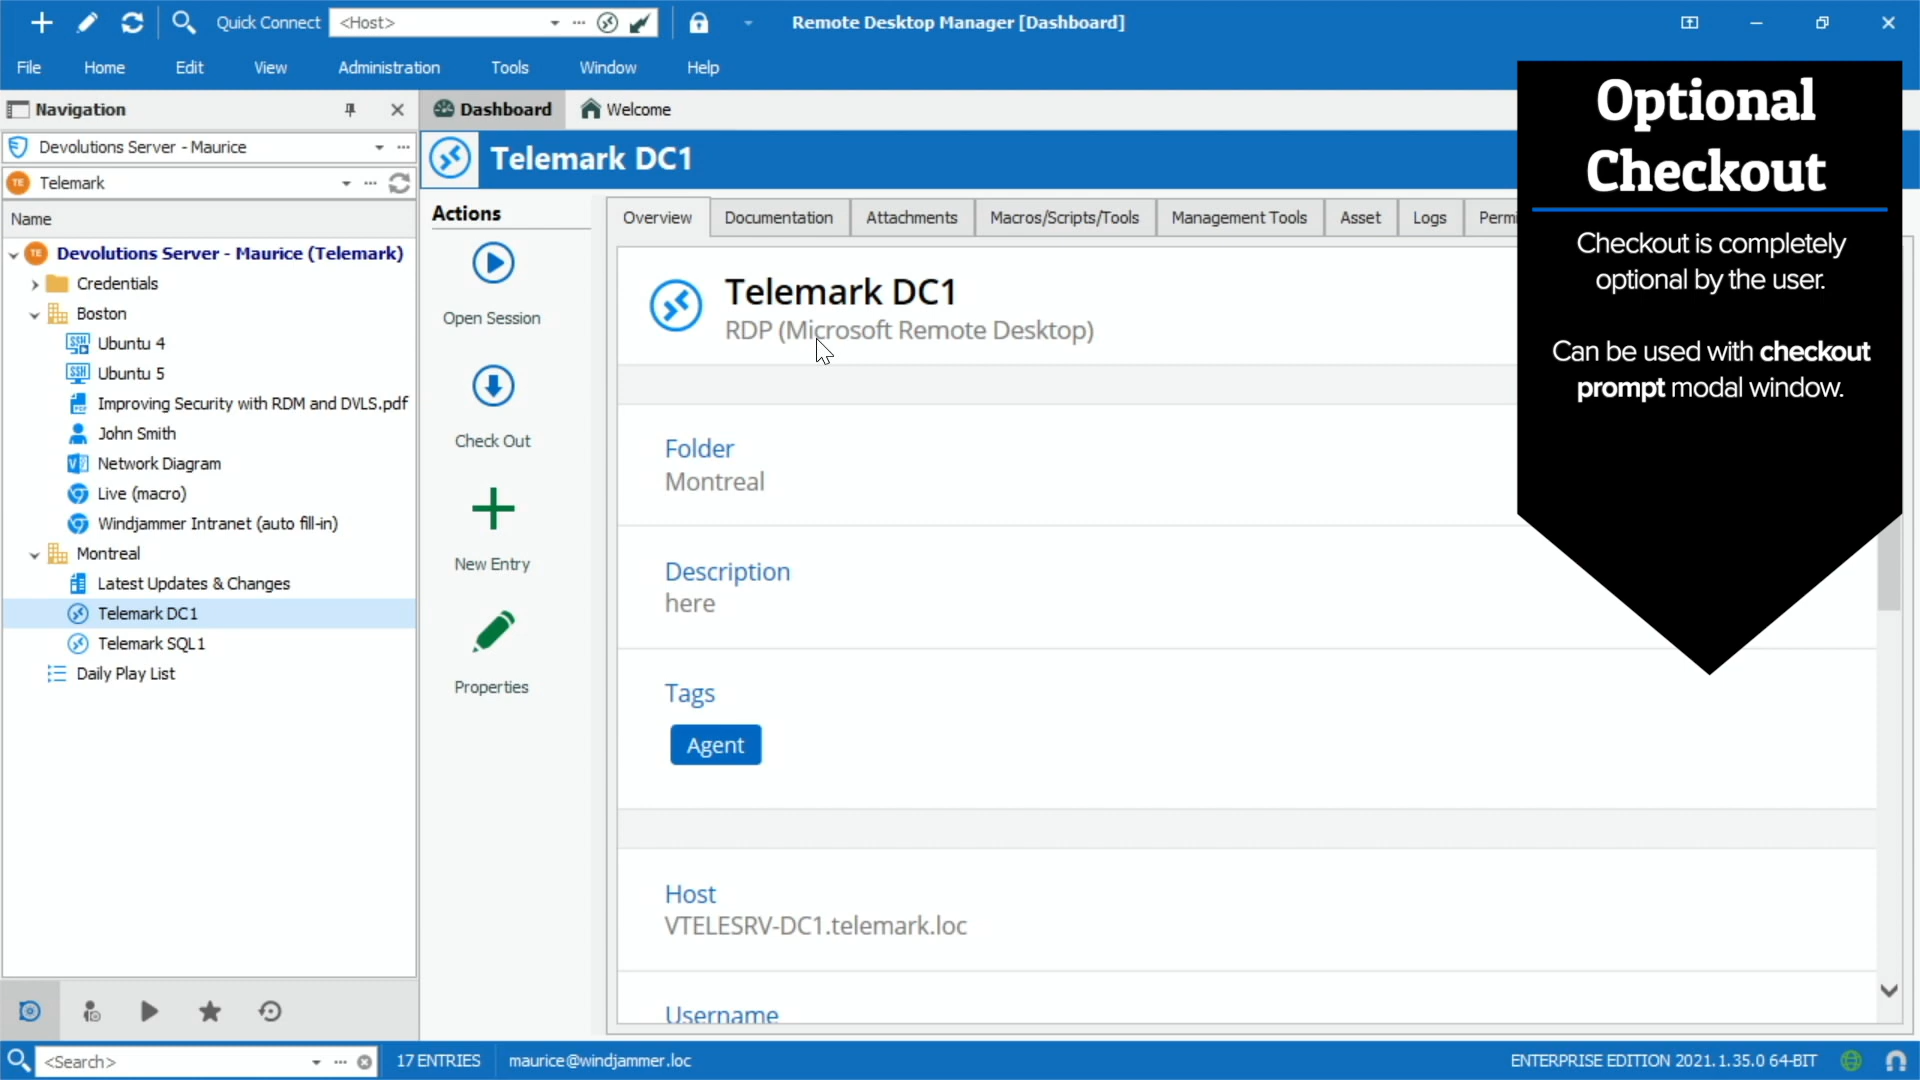 Quick Connect
<Host>
Remote Desktop Manager [Dashboard]
File
Home
Edit
View
Administration
Tools
Window
Help
Navigation
Dashboard
Welcome
Devolutions Server - Maurice
TE
Telemark
Name
TE
Devolutions Server - Maurice (Telemark)
Credentials
Boston
SSH
Ubuntu 4
SSH
Ubuntu 5
Improving Security with RDM and DVLS.pdf
John Smith
Network Diagram
Live (macro)
Windjammer Intranet (auto fill-in)
Montreal
Latest Updates & Changes
Telemark DC1
Telemark SQL1
Daily Play List
Telemark DC1
Actions
Open Session
Check Out
New Entry
Properties
Overview
Documentation
Attachments
Macros/Scripts/Tools
Management Tools
Asset
Logs
Permi
Telemark DC1
RDP (Microsoft Remote Desktop)
Folder
Montreal
Description
here
Tags
Agent
Host
VTELESRV-DC1.telemark.loc
Username
Optional
Checkout
Checkout is completely
optional by the user.
Can be used with checkout
prompt modal window.
<Search>
17 ENTRIES
maurice@windjammer.loc
ENTERPRISE EDITION 2021.1.35.0 64-BIT